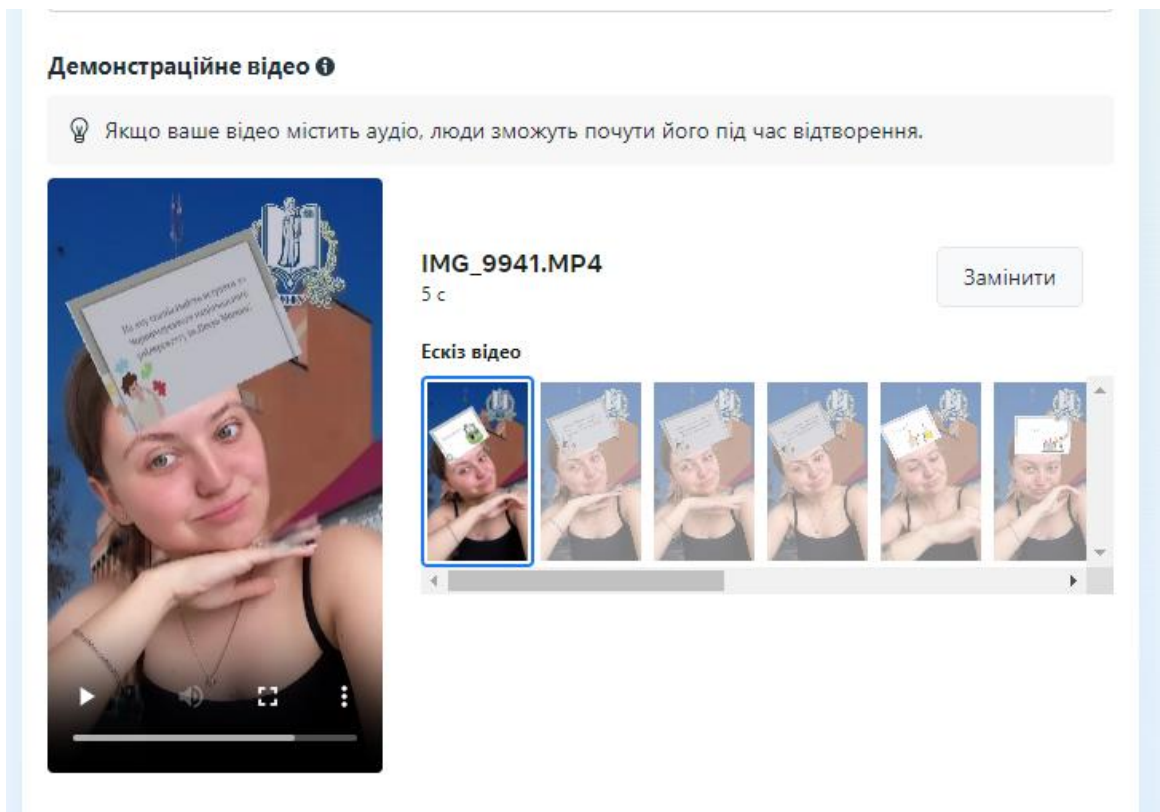 Демонстраційне відео
Якщо ваше відео містить аудіо, люди зможуть почути його під час відтворення.
IMG_9941.MP4
5 с
Замінити
Ескіз відео